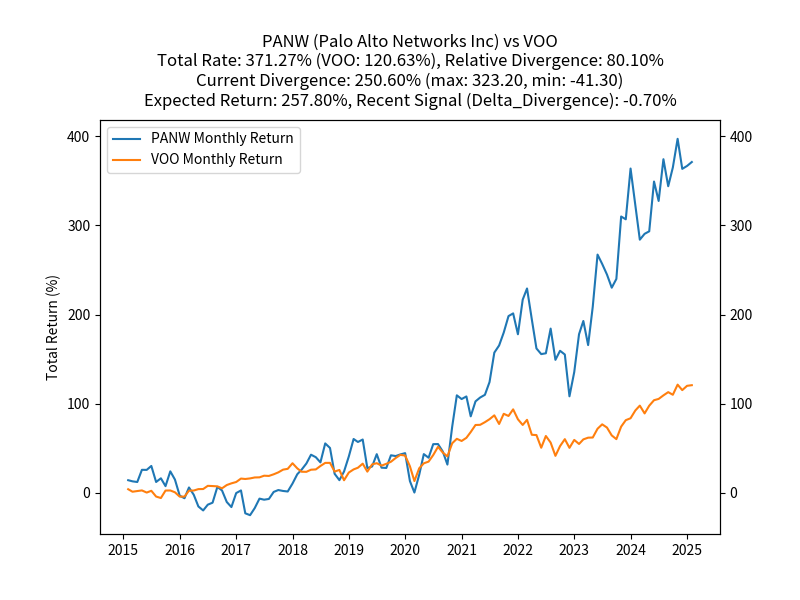 PANW (Palo Alto Networks Inc) vs VOO
Total Rate: 371.27% (VOO: 120.63%), Relative Divergence: 80.10%
Current Divergence: 250.60% (max: 323.20, min: -41.30)
Expected Return: 257.80%, Recent Signal (Delta_Divergence): -0.70%
PANW Monthly Return
VOO Monthly Return
Total Return (%)
400
300
200
100
0
400
300
200
100
0
2015 2016 2017 2018 2019 2020 2021 2022 2023 2024 2025